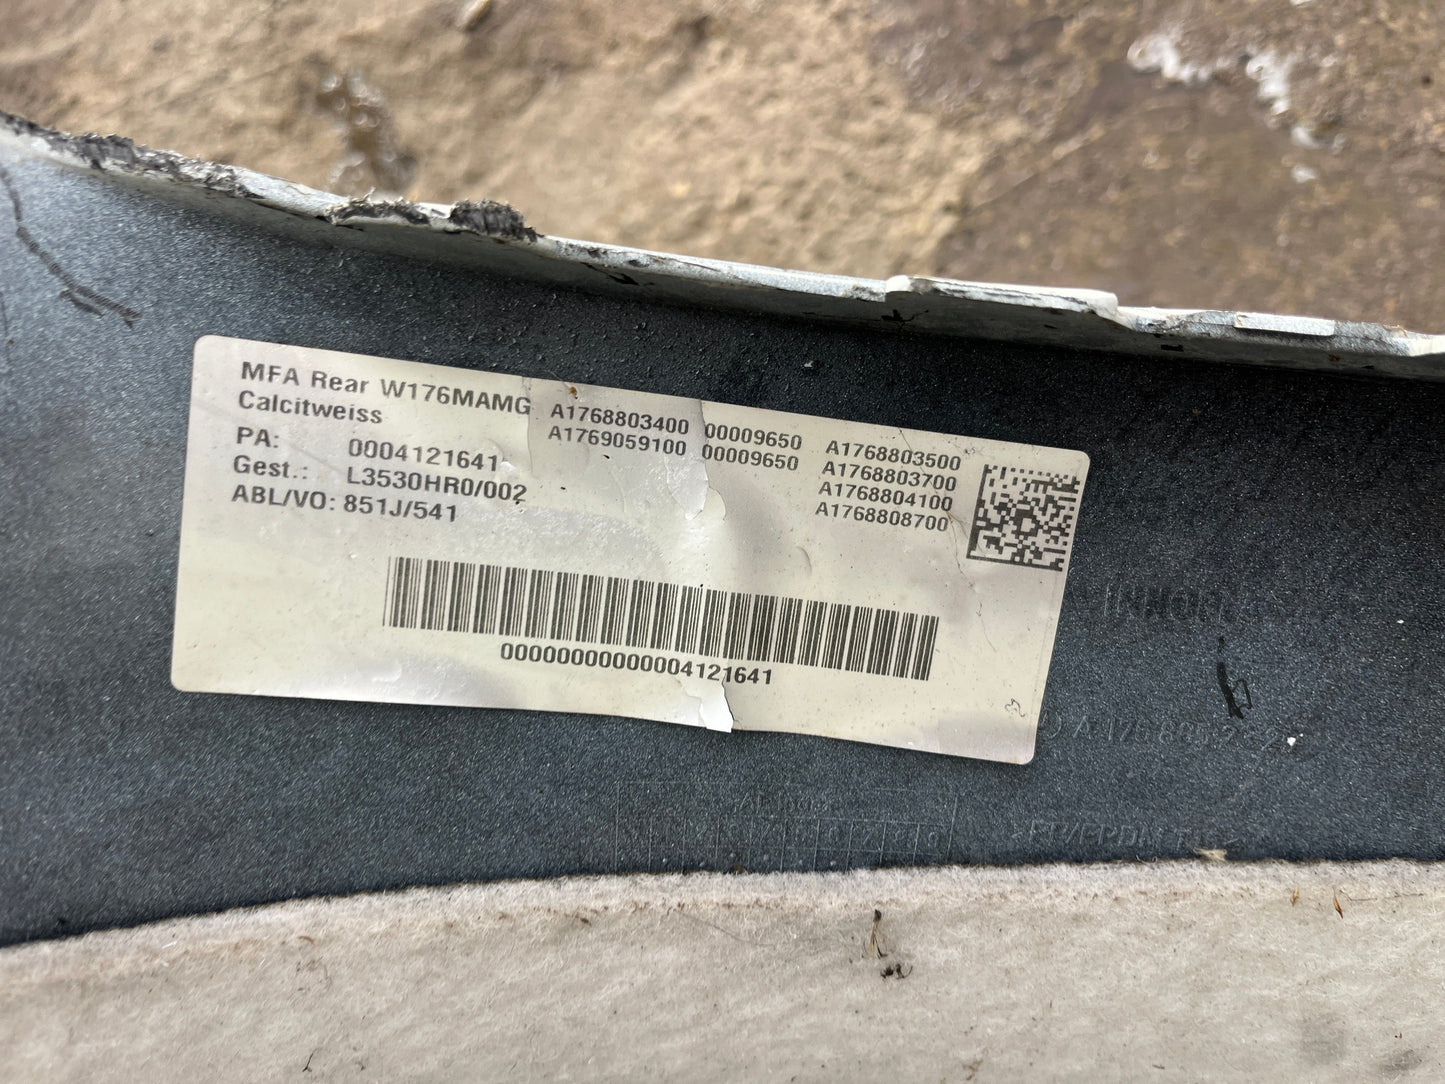 MFA Rear W176MAMG
Calcitweiss
PA: 0004121641
Gest.: L3530HR0/002
ABL/VO: 851J/541
A1768803400 00009650
A1769059100 00009650
A1768803500
A1768803700
A1768804100
A1768808700
00000000000004121641